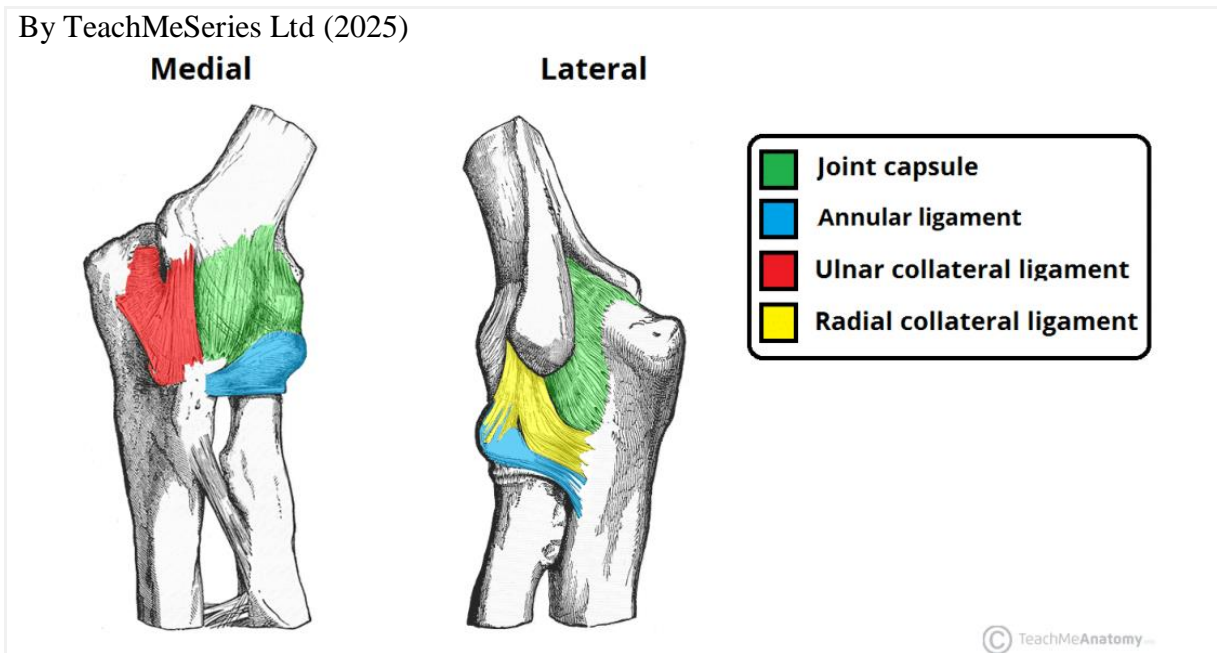 By TeachMeSeries Ltd (2025)
Medial
Lateral
Joint capsule
Annular ligament
Ulnar collateral ligament
Radial collateral ligament
© TeachMeAnatomy